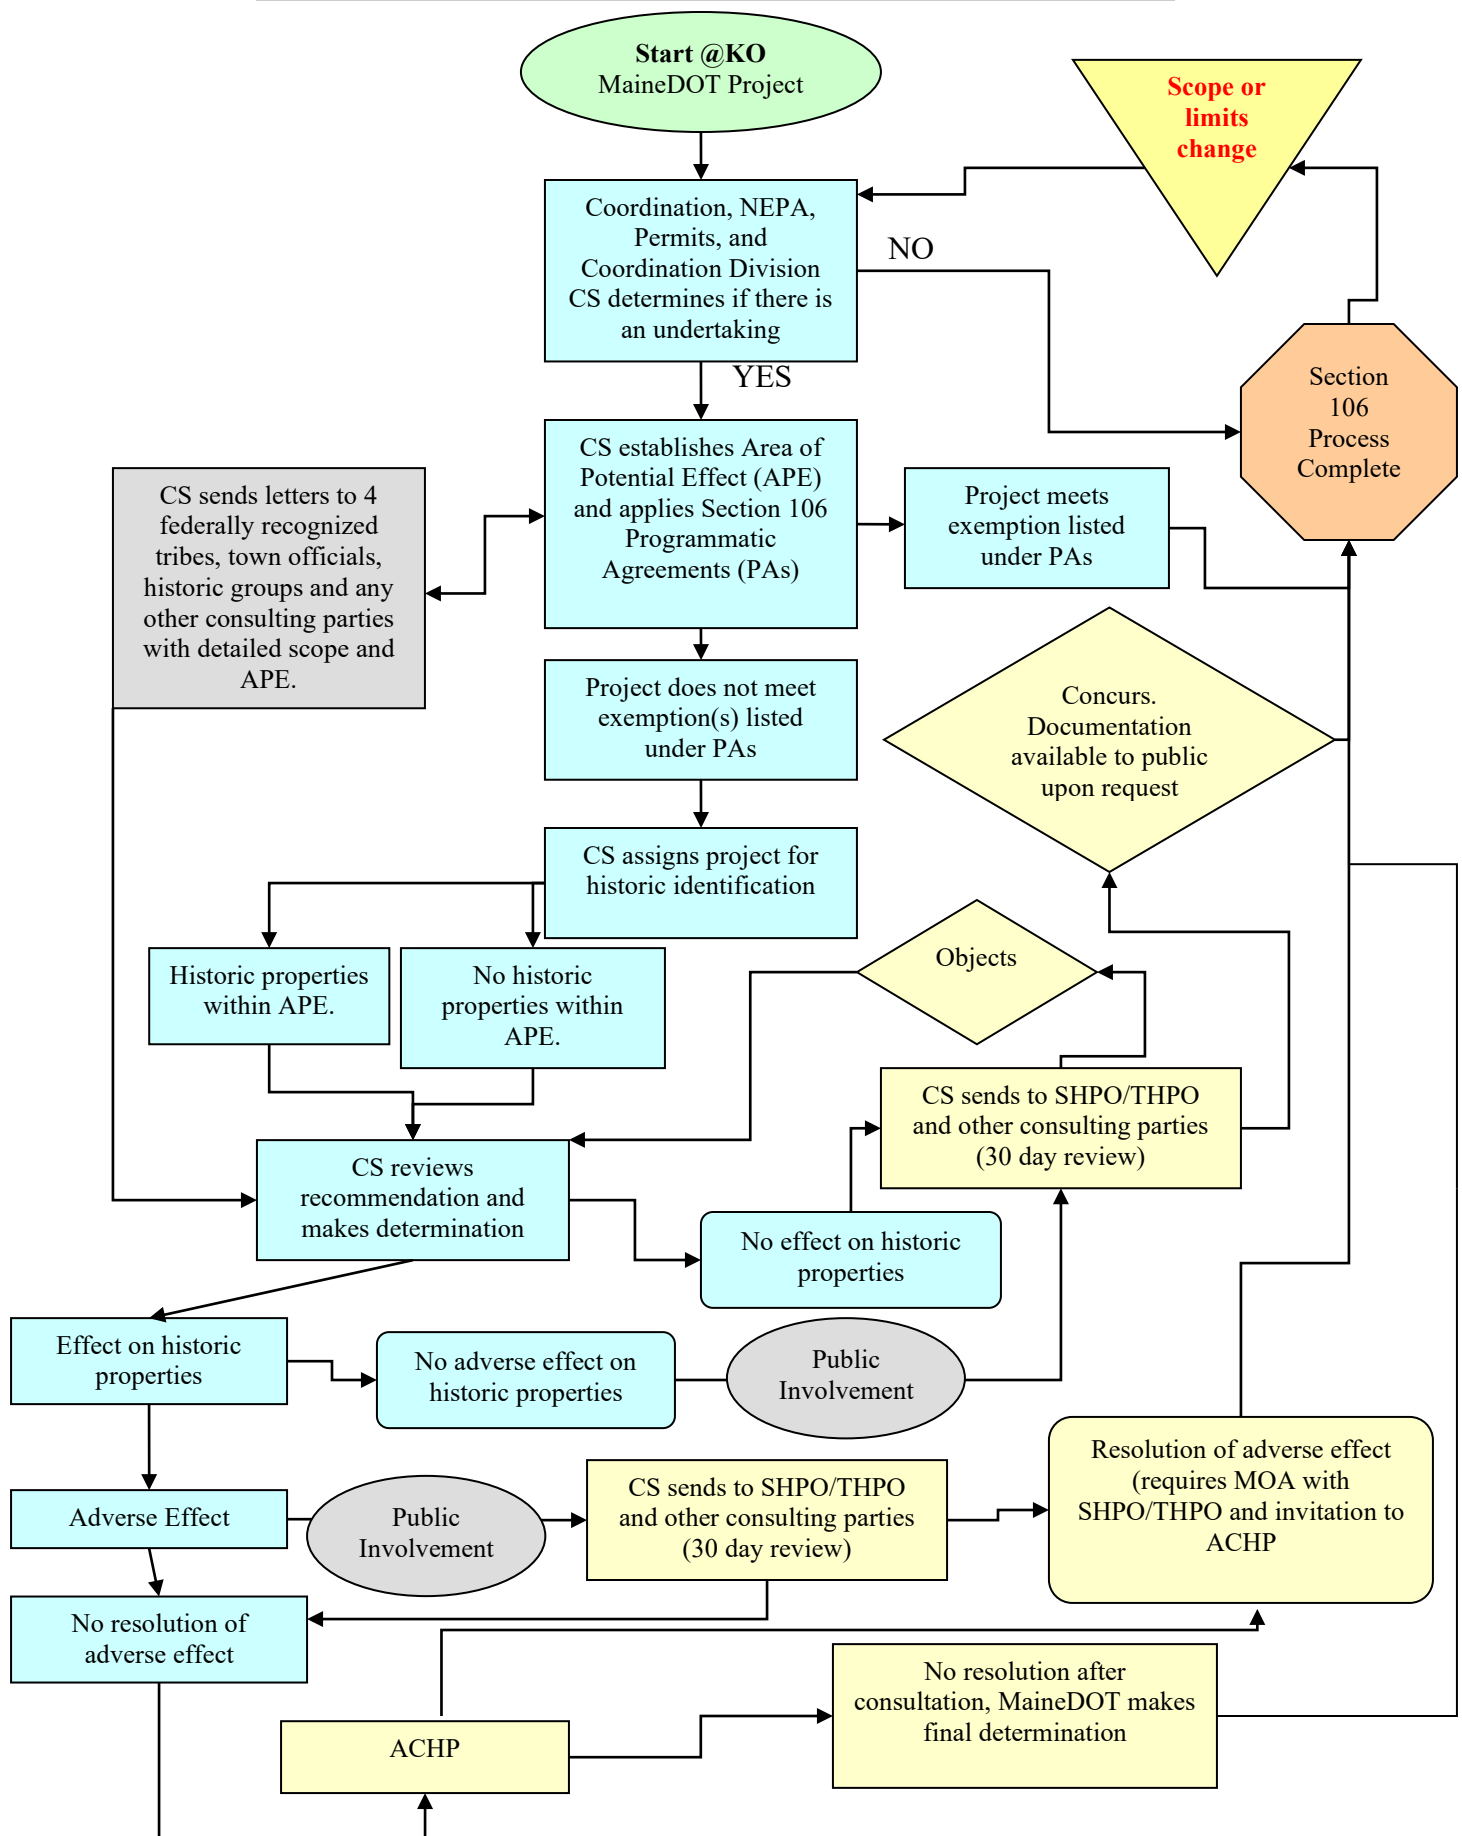 Start @KO
MaineDOT Project
Scope or
limits
change
Coordination, NEPA,
Permits, and
Coordination Division
CS determines if there is
an undertaking
NO
YES
Section
106
Process
Complete
CS establishes Area of
Potential Effect (APE)
and applies Section 106
Programmatic
Agreements (PAs)
Project meets
exemption listed
under PAs
CS sends letters to 4
federally recognized
tribes, town officials,
historic groups and any
other consulting parties
with detailed scope and
APE.
Project does not meet
exemption(s) listed
under PAs
Concurs.
Documentation
available to public
upon request
CS assigns project for
historic identification
Historic properties
within APE.
No historic
properties within
APE.
Objects
CS sends to SHPO/THPO
and other consulting parties
(30 day review)
CS reviews
recommendation and
makes determination
No effect on historic
properties
Effect on historic
properties
No adverse effect on
historic properties
Public
Involvement
Adverse Effect
Public
Involvement
CS sends to SHPO/THPO
and other consulting parties
(30 day review)
Resolution of adverse effect
(requires MOA with
SHPO/THPO and invitation to
ACHP
No resolution of
adverse effect
ACHP
No resolution after
consultation, MaineDOT makes
final determination